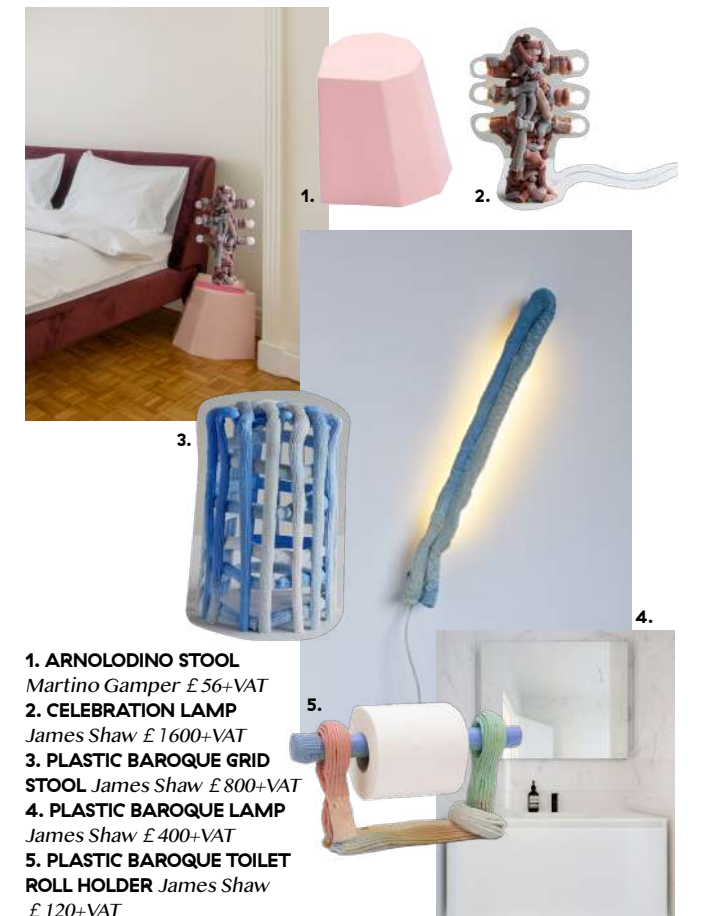 1.
2.
3.
4.
5.
1. ARNOLODINO STOOL
Martino Gamper £56+VAT
2. CELEBRATION LAMP
James Shaw £1600+VAT
3. PLASTIC BAROQUE GRID
STOOL James Shaw £800+VAT
4. PLASTIC BAROQUE LAMP
James Shaw £400+VAT
5. PLASTIC BAROQUE TOILET
ROLL HOLDER James Shaw
£120+VAT